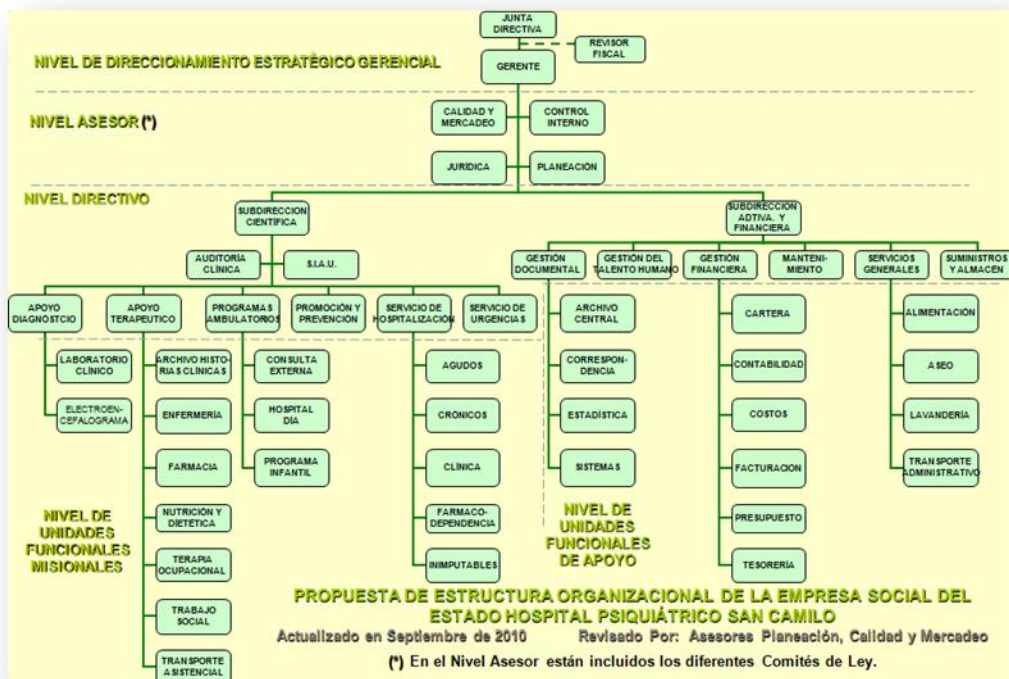 JUNTA
DIRECTIVA
REVISOR
FISCAL
NIVEL DE DIRECCIONAMIENTO ESTRATÉGICO GERENCIAL
GERENTE
NIVEL ASESOR (*)
CALIDAD Y
MERCADEO
CONTROL
INTERNO
JURÍDICA
PLANEACIÓN
NIVEL DIRECTIVO
SUBDIRECCION
CIENTÍFICA
SUBDIRECCION
ADTIVA. Y
FINANCIERA
AUDITORÍA
CLÍNICA
S.I.A.U.
GESTIÓN
DOCUMENTAL
GESTIÓN DEL
TALENTO HUMANO
GESTIÓN
FINANCIERA
MANTENI-
MIENTO
SERVICIOS
GENERALES
SUMINISTROS
Y ALMACÉN
APOYO
DIAGNÓSTCIO
APOYO
TERAPEUTICO
PROGRAMAS
AMBULATORIOS
PROMOCIÓN Y
PREVENCIÓN
SERVICIO DE
HOSPITALIZACIÓN
SERVICIO DE
URGENCIAS
ARCHIVO
CENTRAL
CARTERA
ALIMENTACIÓN
LABORATORIO
CLÍNICO
ARCHIVO HISTO-
RIAS CLÍNICAS
CONSULTA
EXTERNA
AGUDOS
CORRESPON-
DENCIA
CONTABILIDAD
ASEO
ELECTROEN-
CEFALOGRAMA
ENFERMERÍA
HOSPITAL
DÍA
CRÓNICOS
ESTADÍSTICA
COSTOS
LAVANDERÍA
FARMACIA
PROGRAMA
INFANTIL
CLÍNICA
SISTEMAS
FACTURACION
TRANSPORTE
ADMINISTRATIVO
NIVEL DE
UNIDADES
FUNCIONALES
MISIONALES
NUTRICIÓN Y
DIETÉTICA
FARMACO-
DEPENDENCIA
NIVEL DE
UNIDADES
FUNCIONALES
DE APOYO
PRESUPUESTO
TERAPIA
OCUPACIONAL
INIMPUTABLES
TESORERÍA
TRABAJO
SOCIAL
TRANSPORTE
ASISTENCIAL
PROPUESTA DE ESTRUCTURA ORGANIZACIONAL DE LA EMPRESA SOCIAL DEL
ESTADO HOSPITAL PSIQUIÁTRICO SAN CAMILO
Actualizado en Septiembre de 2010 Revisado Por: Asesores Planeación, Calidad y Mercadeo
(*) En el Nivel Asesor están incluidos los diferentes Comités de Ley.